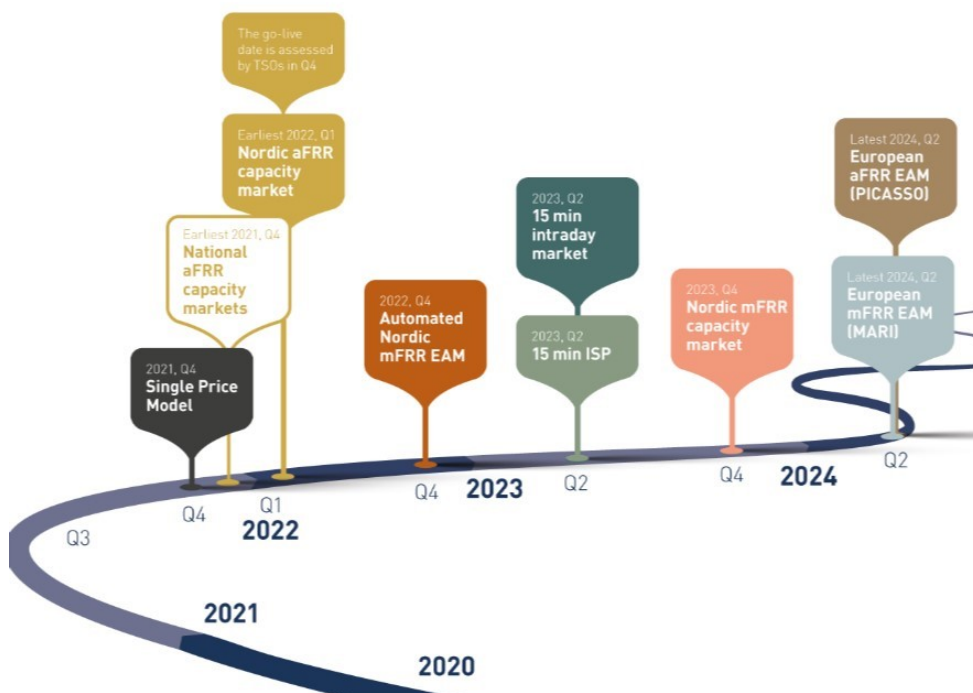 The go-live
date is assessed
by TSOs in Q4
Earliest 2022, Q1
Nordic aFRR
capacity
market
Earliest 2021, Q4
National
aFRR
capacity
markets
2021, Q4
Single Price
Model
2022, Q4
Automated
Nordic
mFRR EAM
2023, Q2
15 min
intraday
market
2023, Q2
15 min ISP
2023, Q4
Nordic mFRR
capacity
market
Latest 2024, Q2
European
aFRR EAM
(PICASSO)
Latest 2024, Q2
European
mFRR EAM
(MARI)
Q3
Q4
Q1
2022
Q4
2023
Q2
Q4
2024
Q2
2021
2020